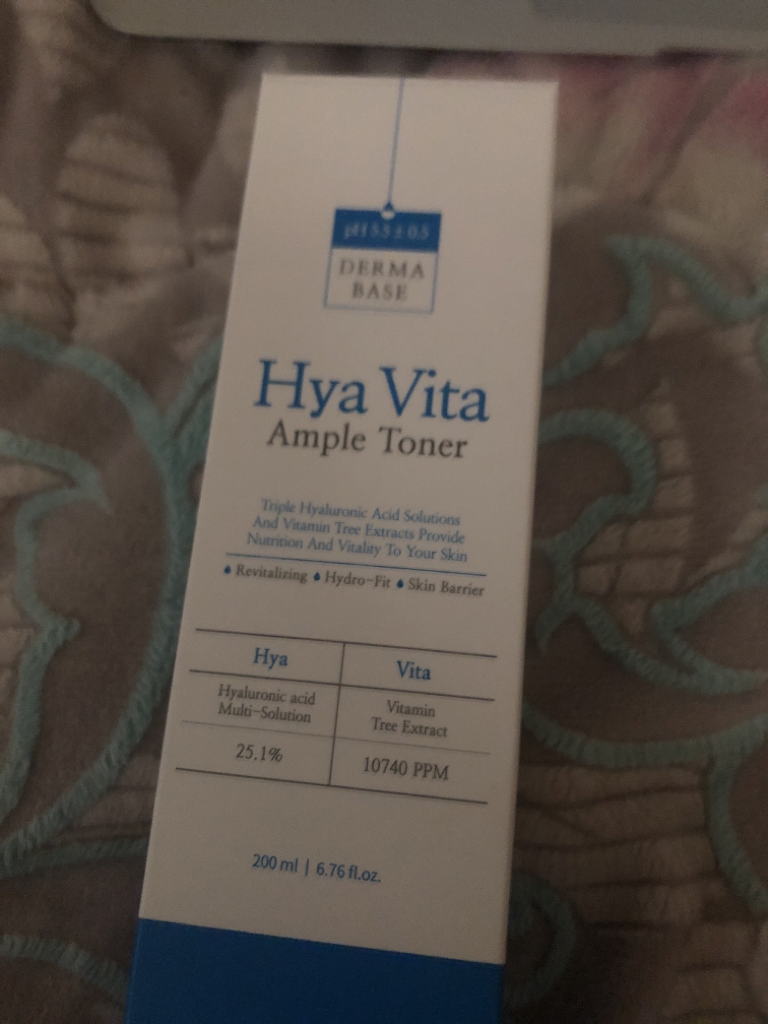 pH 5.5 ± 0.5
DERMA
BASE
Hya Vita
Ample Toner
Triple Hyaluronic Acid Solutions
And Vitamin Tree Extracts Provide
Nutrition And Vitality To Your Skin
Revitalizing Hydro-Fit Skin Barrier
Hya Vita
Hyaluronic acid
Multi-Solution
Vitamin
Tree Extract
25.1% 10740 PPM
200 ml | 6.76 fl.oz.